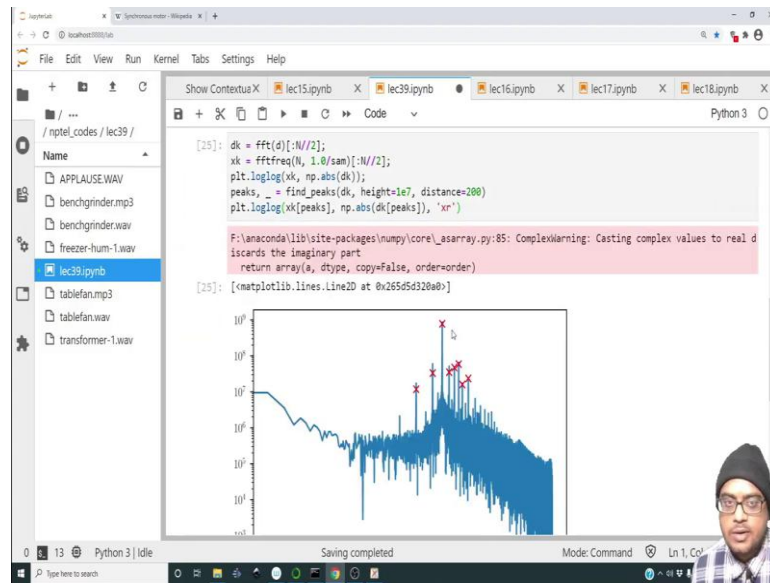 JupyterLab
Synchronous motor - Wikipedia
localhost:8888/lab
File Edit View Run Kernel Tabs Settings Help
Show Contextua lec15.ipynb lec39.ipynb lec16.ipynb lec17.ipynb lec18.ipynb
Code Python 3
/ nptel_codes / lec39 /
Name
APPLAUSE.WAV
benchgrinder.mp3
benchgrinder.wav
freezer-hum-1.wav
lec39.ipynb
tablefan.mp3
tablefan.wav
transformer-1.wav
[25]: dk = fft(d)[:N//2];
xk = fftfreq(N, 1.0/sam)[:N//2];
plt.loglog(xk, np.abs(dk));
peaks, _ = find_peaks(dk, height=1e7, distance=200)
plt.loglog(xk[peaks], np.abs(dk[peaks]), 'xr')
F:\anaconda\lib\site-packages\numpy\core\_asarray.py:85: ComplexWarning: Casting complex values to real d
iscards the imaginary part
return array(a, dtype, copy=False, order=order)
[25]: [<matplotlib.lines.Line2D at 0x265d5d320a0>]
10⁹
10⁸
10⁷
10⁶
10⁵
10⁴
0 13 Python 3 | Idle Saving completed Mode: Command Ln 1,
Type here to search